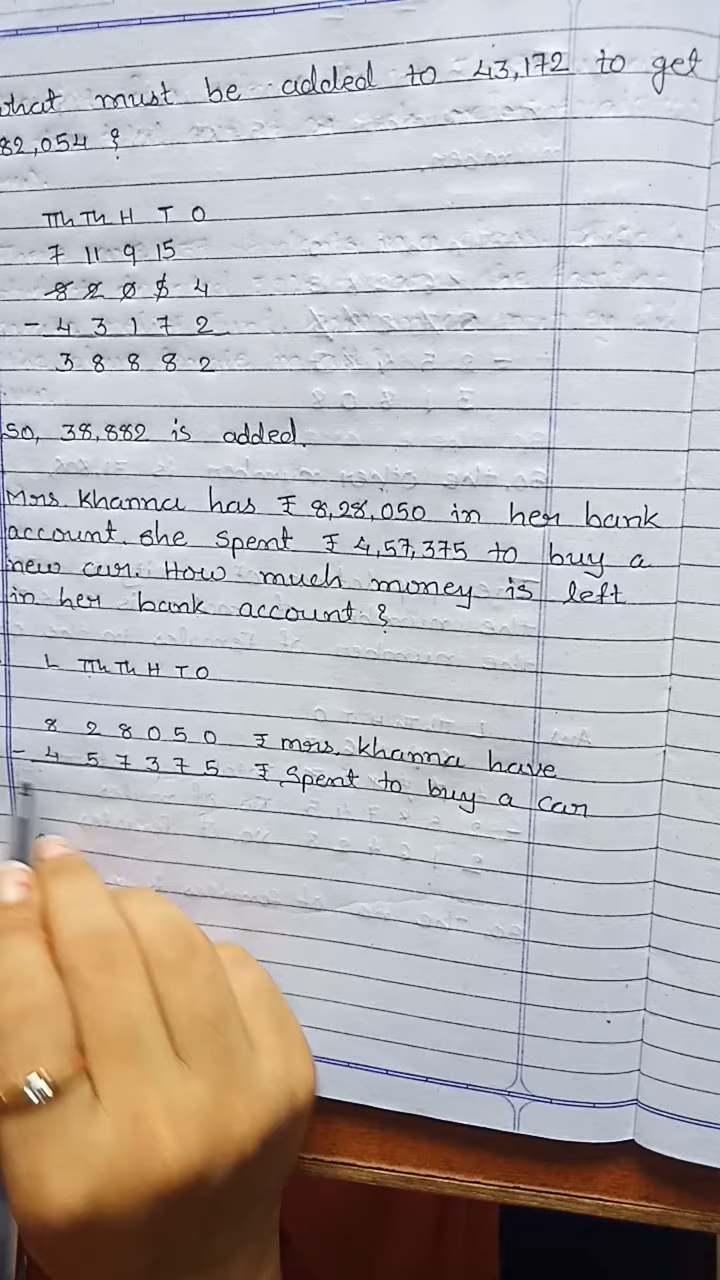 what must be added to 43,172 to get
82,054 ?
TTh Th H T O
7 11 9 15
8 2 0 5 4
- 4 3 1 7 2
3 8 8 8 2
So, 38,882 is added.
Mrs Khanna has ₹ 8,28,050 in her bank
account. she spent ₹ 4,57,375 to buy a
new car. How much money is left
in her bank account ?
L TTh Th H T O
8 2 8 0 5 0 ₹ mrs. khanna have
- 4 5 7 3 7 5 ₹ Spent to buy a car